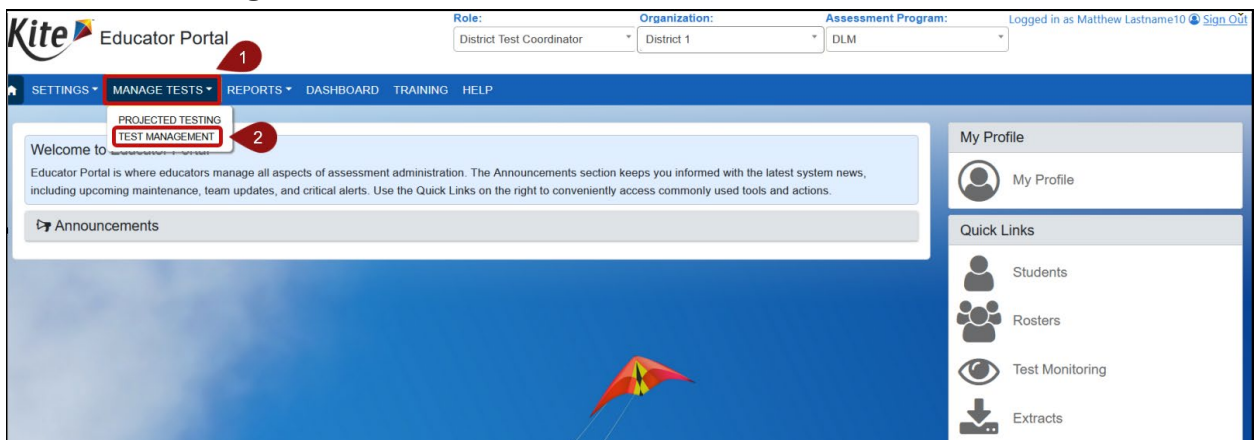 Role: Organization: Assessment Program: Logged in as Matthew Lastname10 Sign Out
Kite Educator Portal District Test Coordinator District 1 DLM
1
SETTINGS MANAGE TESTS REPORTS DASHBOARD TRAINING HELP
PROJECTED TESTING
TEST MANAGEMENT 2
Welcome to Educator Portal
Educator Portal is where educators manage all aspects of assessment administration. The Announcements section keeps you informed with the latest system news,
including upcoming maintenance, team updates, and critical alerts. Use the Quick Links on the right to conveniently access commonly used tools and actions.
Announcements
My Profile
My Profile
Quick Links
Students
Rosters
Test Monitoring
Extracts